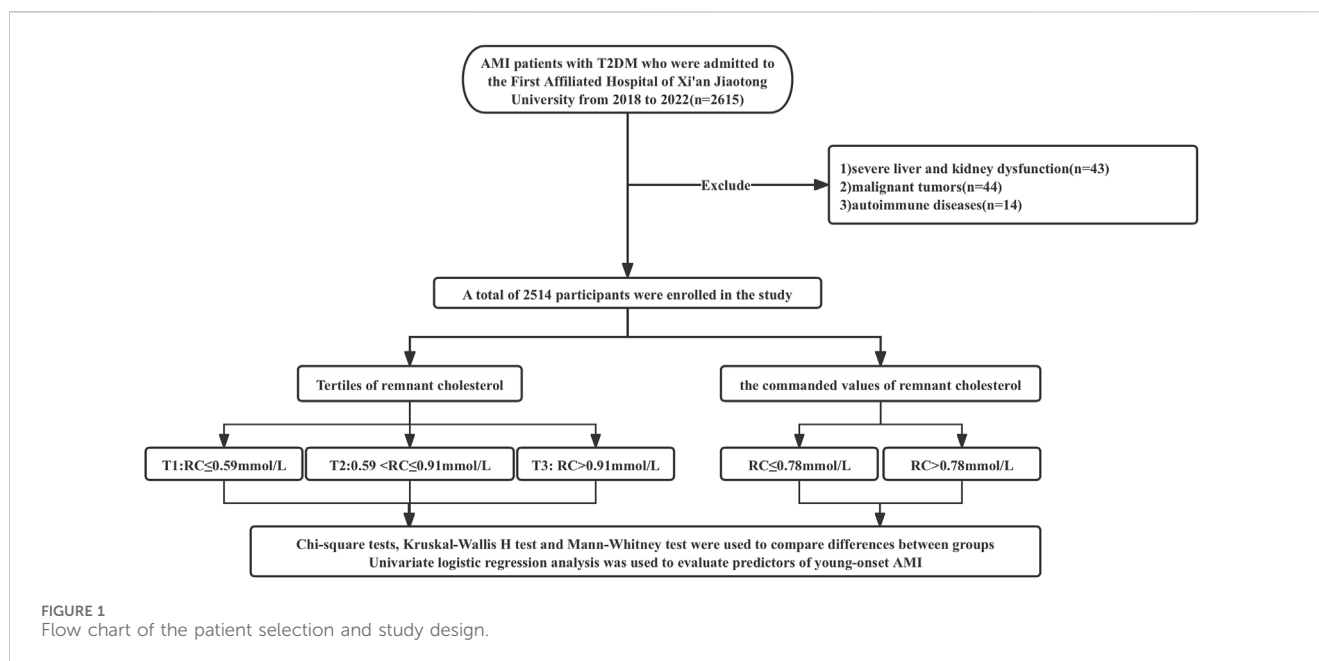 AMI patients with T2DM who were admitted to
the First Affiliated Hospital of Xi'an Jiaotong
University from 2018 to 2022(n=2615)
Exclude
1)severe liver and kidney dysfunction(n=43)
2)malignant tumors(n=44)
3)autoimmune diseases(n=14)
A total of 2514 participants were enrolled in the study
Tertiles of remnant cholesterol
the commanded values of remnant cholesterol
T1:RC≤0.59mmol/L
T2:0.59 <RC≤0.91mmol/L
T3: RC>0.91mmol/L
RC≤0.78mmol/L
RC>0.78mmol/L
Chi-square tests, Kruskal-Wallis H test and Mann-Whitney test were used to compare differences between groups
Univariate logistic regression analysis was used to evaluate predictors of young-onset AMI
FIGURE 1
Flow chart of the patient selection and study design.